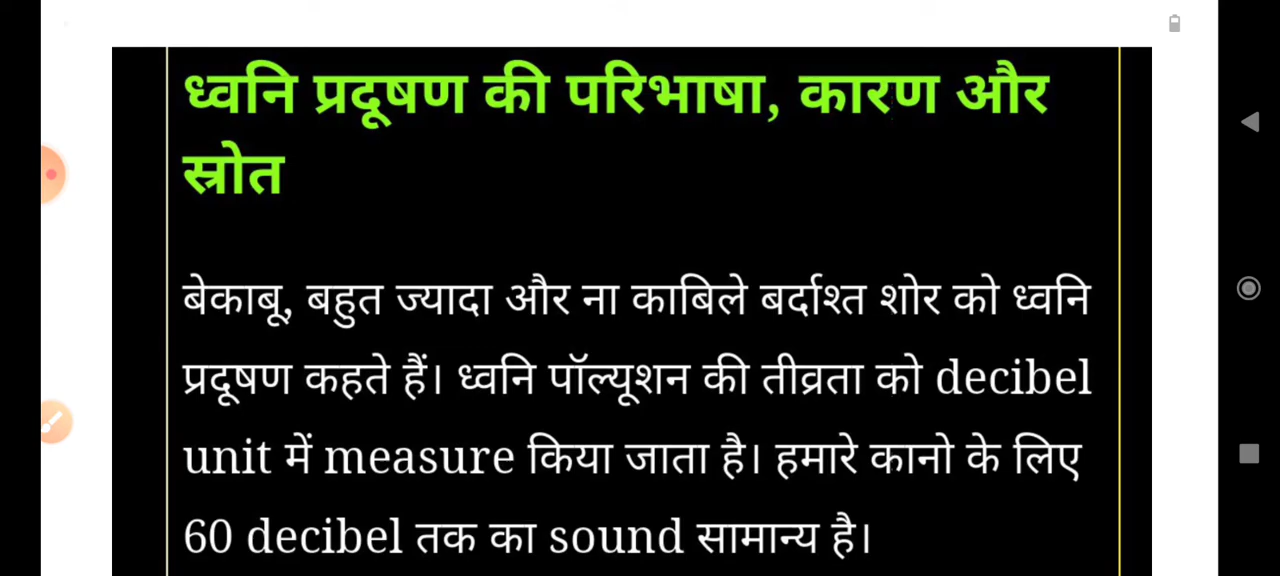 ध्वनि प्रदूषण की परिभाषा, कारण और
स्रोत
बेकाबू, बहुत ज्यादा और ना काबिले बर्दाश्त शोर को ध्वनि
प्रदूषण कहते हैं। ध्वनि पॉल्यूशन की तीव्रता को decibel
unit में measure किया जाता है। हमारे कानो के लिए
60 decibel तक का sound सामान्य है।